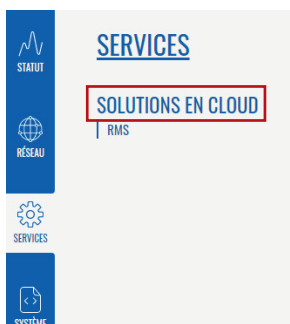 STATUT
RÉSEAU
SERVICES
SYSTÈME
SERVICES
SOLUTIONS EN CLOUD
RMS